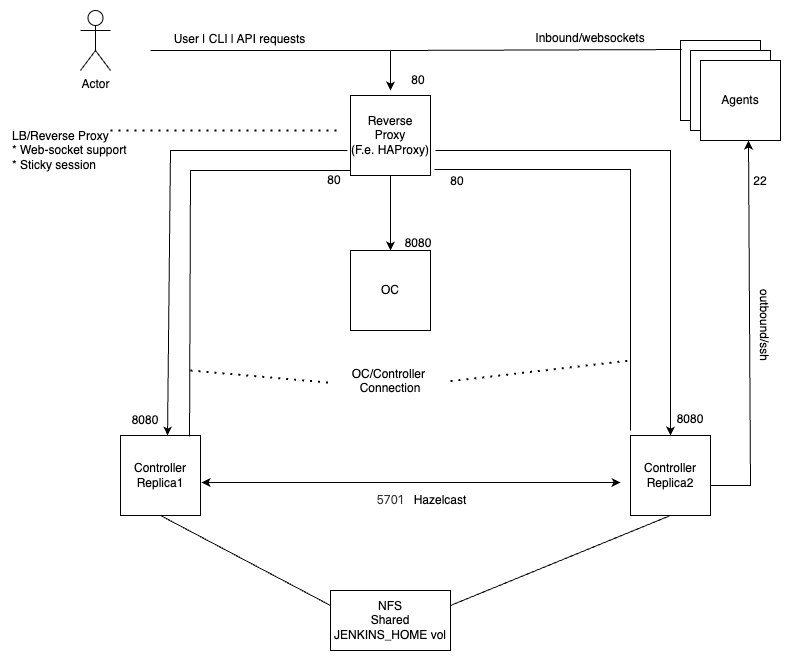 User | CLI | API requests
Inbound/websockets
Actor
80
Agents
Reverse
Proxy
(F.e. HAProxy)
LB/Reverse Proxy
* Web-socket support
* Sticky session
80
80
22
8080
OC
outbound/ssh
OC/Controller
Connection
8080
8080
Controller
Replica1
Controller
Replica2
5701 Hazelcast
NFS
Shared
JENKINS_HOME vol